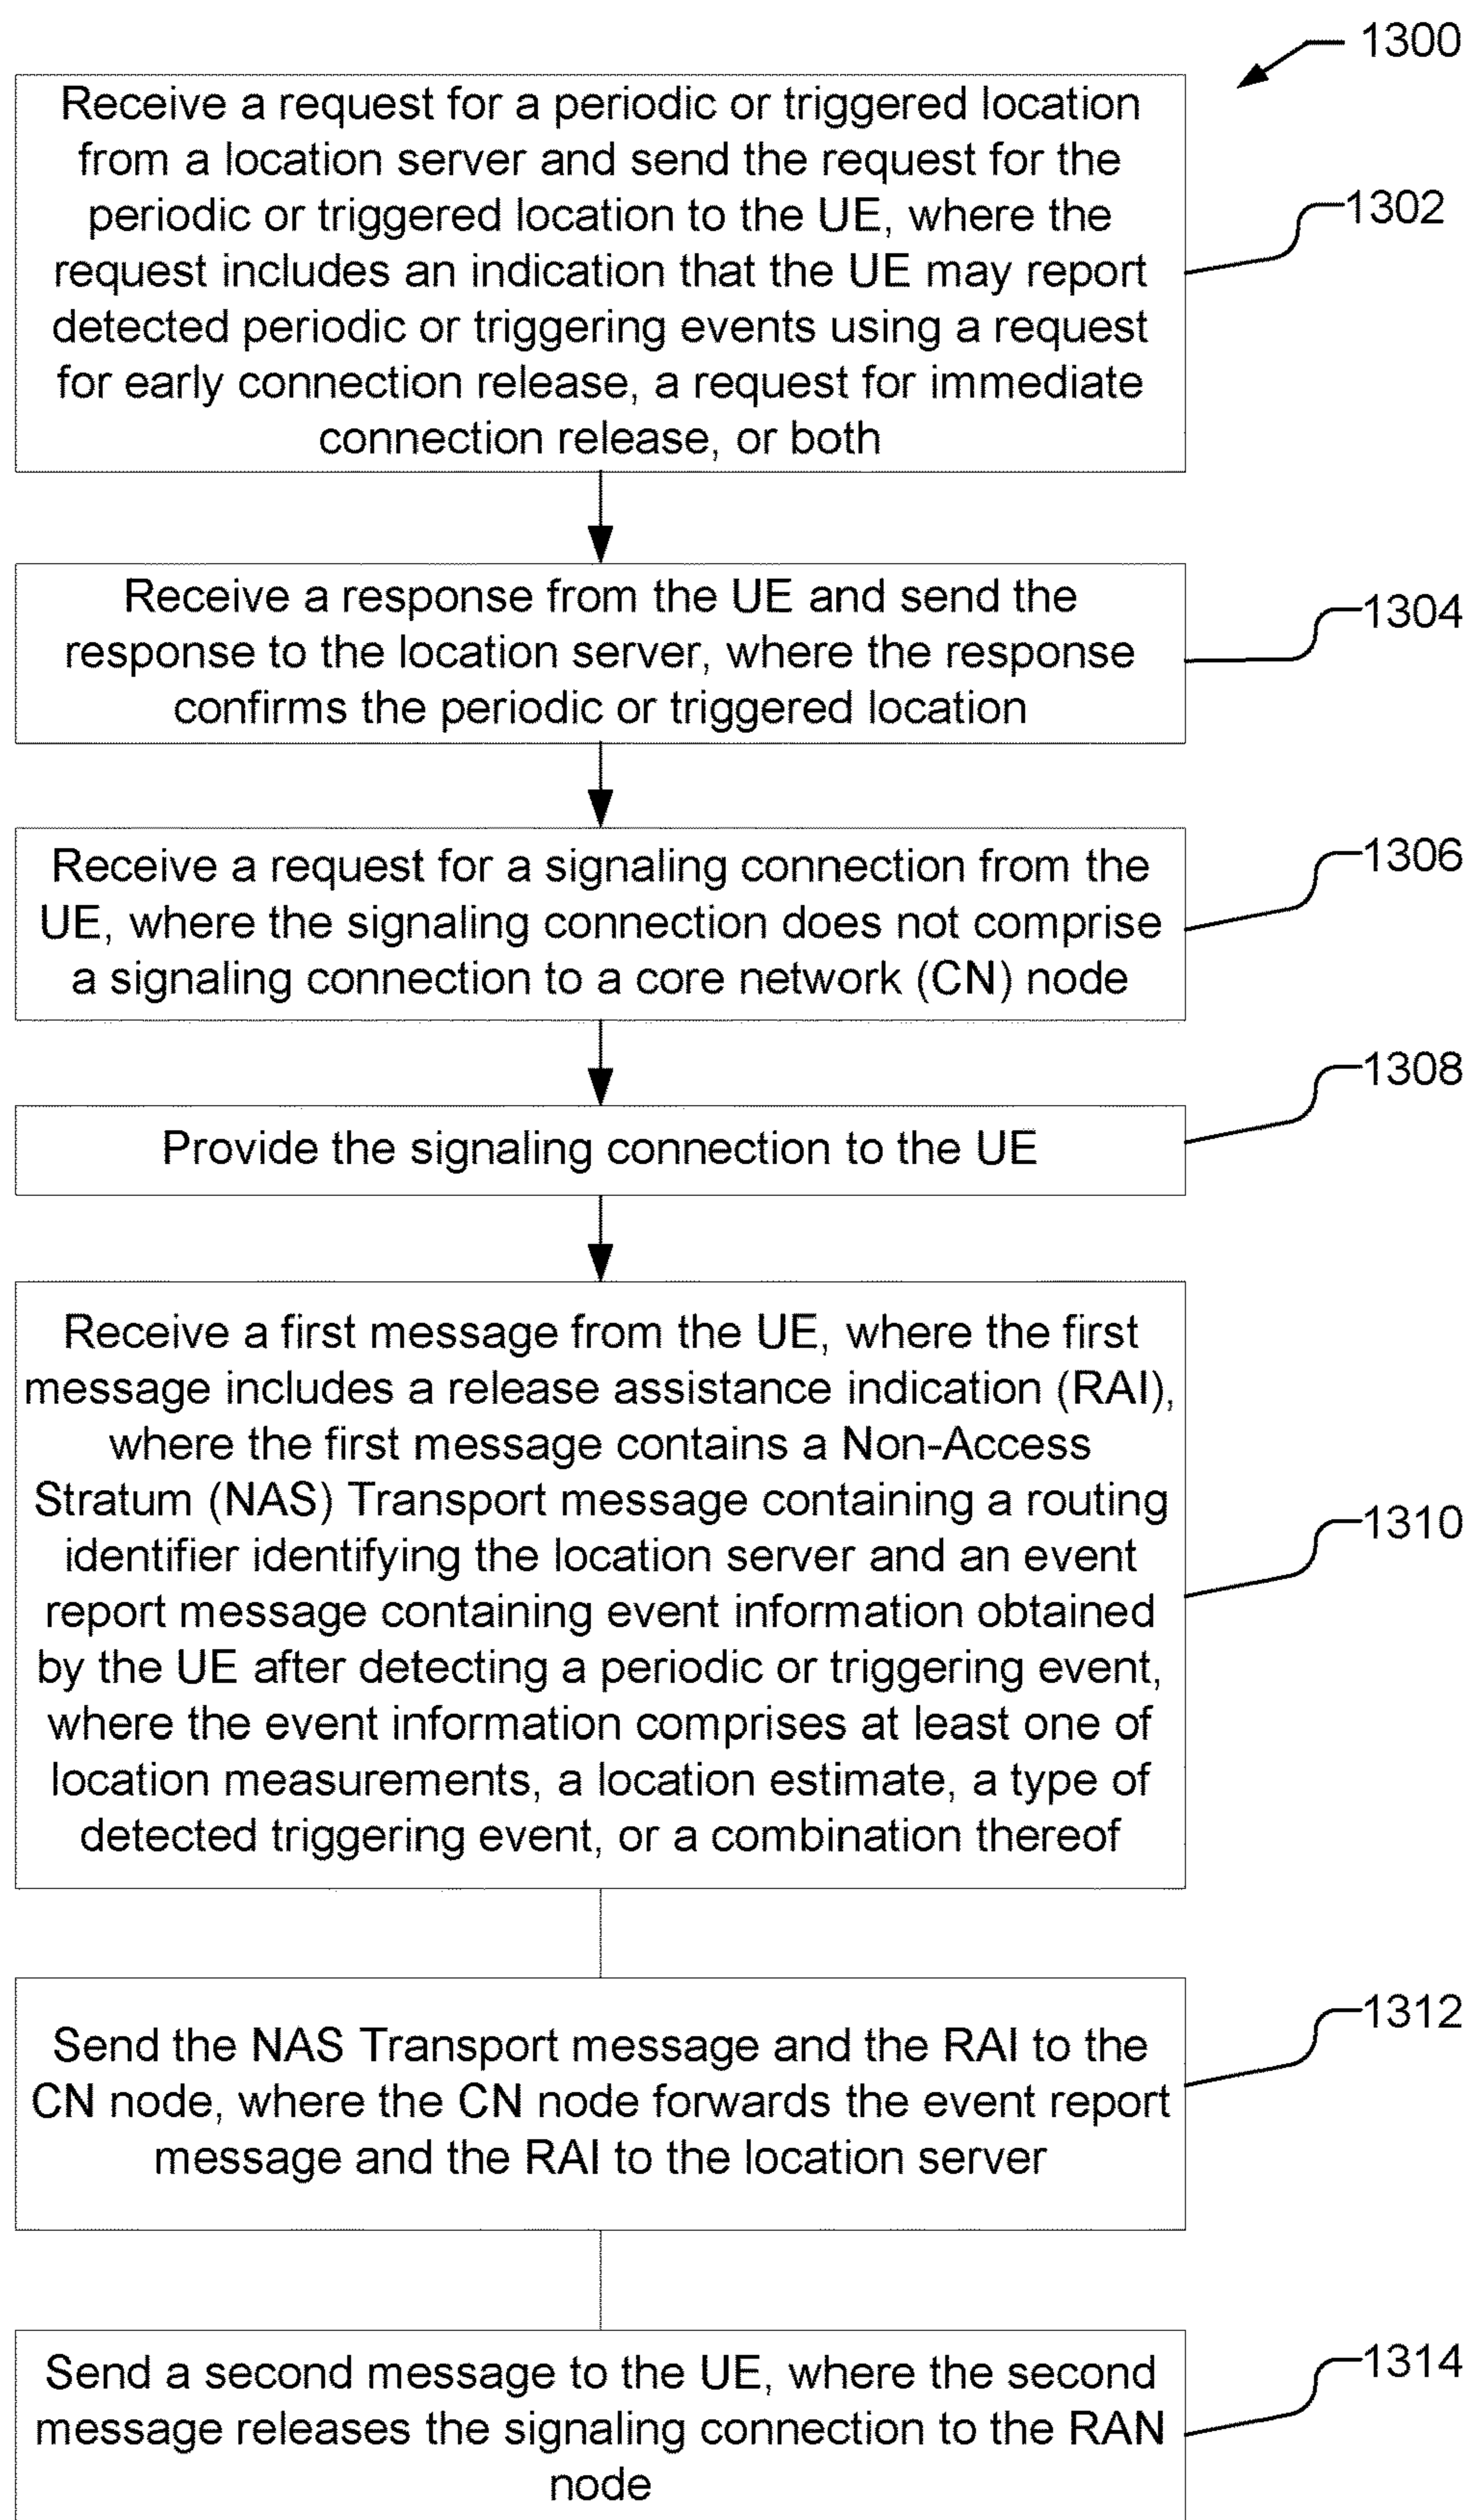 1300
Receive a request for a periodic or triggered location
from a location server and send the request for the
periodic or triggered location to the UE, where the
request includes an indication that the UE may report
detected periodic or triggering events using a request
for early connection release, a request for immediate
connection release, or both
1302
Receive a response from the UE and send the
response to the location server, where the response
confirms the periodic or triggered location
1304
Receive a request for a signaling connection from the
UE, where the signaling connection does not comprise
a signaling connection to a core network (CN) node
1306
Provide the signaling connection to the UE
1308
Receive a first message from the UE, where the first
message includes a release assistance indication (RAI),
where the first message contains a Non-Access
Stratum (NAS) Transport message containing a routing
identifier identifying the location server and an event
report message containing event information obtained
by the UE after detecting a periodic or triggering event,
where the event information comprises at least one of
location measurements, a location estimate, a type of
detected triggering event, or a combination thereof
1310
Send the NAS Transport message and the RAI to the
CN node, where the CN node forwards the event report
message and the RAI to the location server
1312
Send a second message to the UE, where the second
message releases the signaling connection to the RAN
node
1314